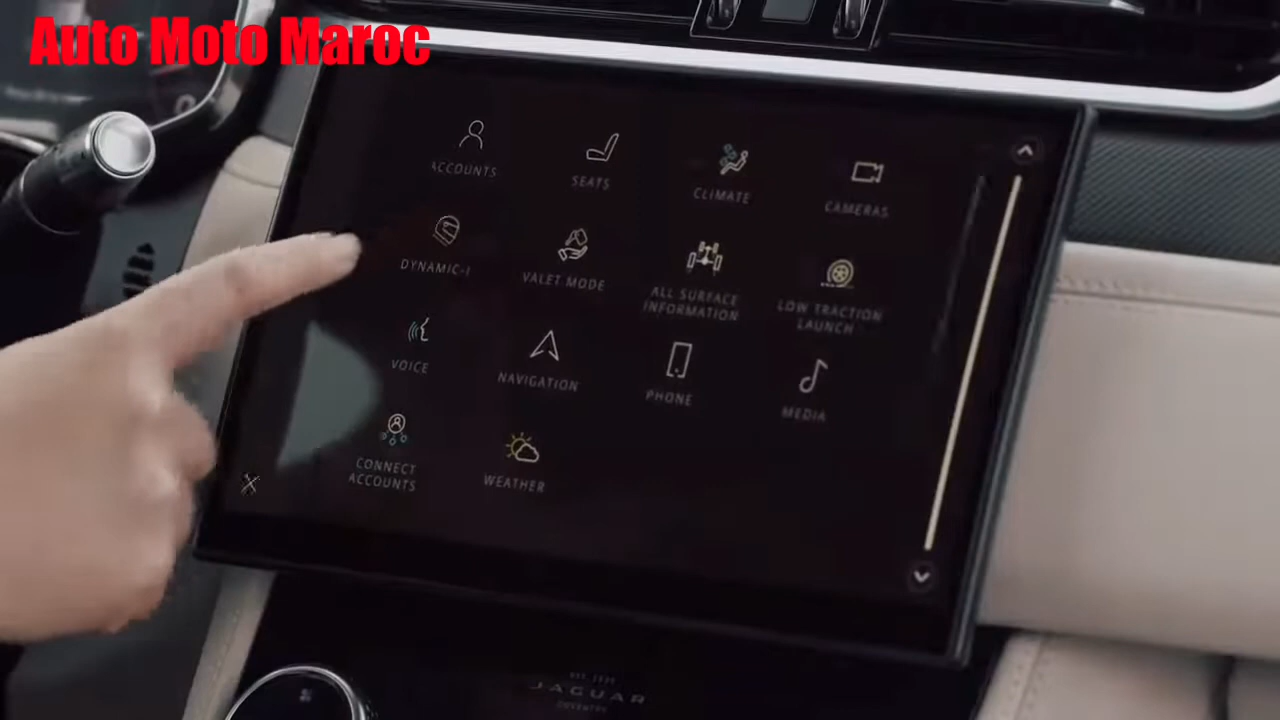 Auto Moto Maroc
ACCOUNTS
SEATS
CLIMATE
CAMERAS
DYNAMIC-I
VALET MODE
ALL SURFACE
INFORMATION
LOW TRACTION
LAUNCH
VOICE
NAVIGATION
PHONE
MEDIA
CONNECT
ACCOUNTS
WEATHER
JAGUAR
COVENTRY